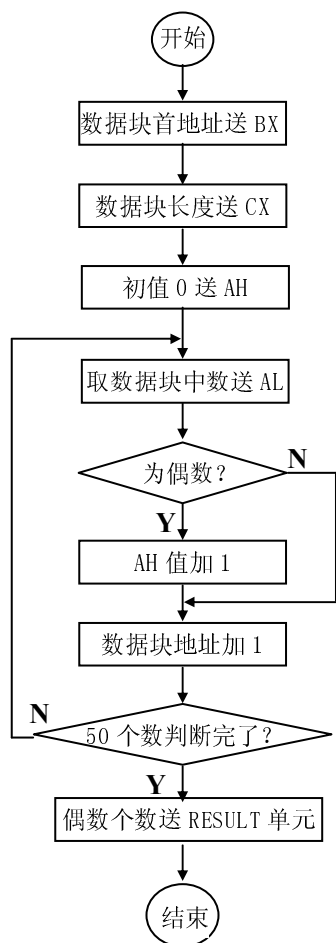 开始
数据块首地址送 BX
数据块长度送 CX
初值 0 送 AH
取数据块中数送 AL
为偶数？
N
Y
AH 值加 1
数据块地址加 1
N
50 个数判断完了？
Y
偶数个数送 RESULT 单元
结束